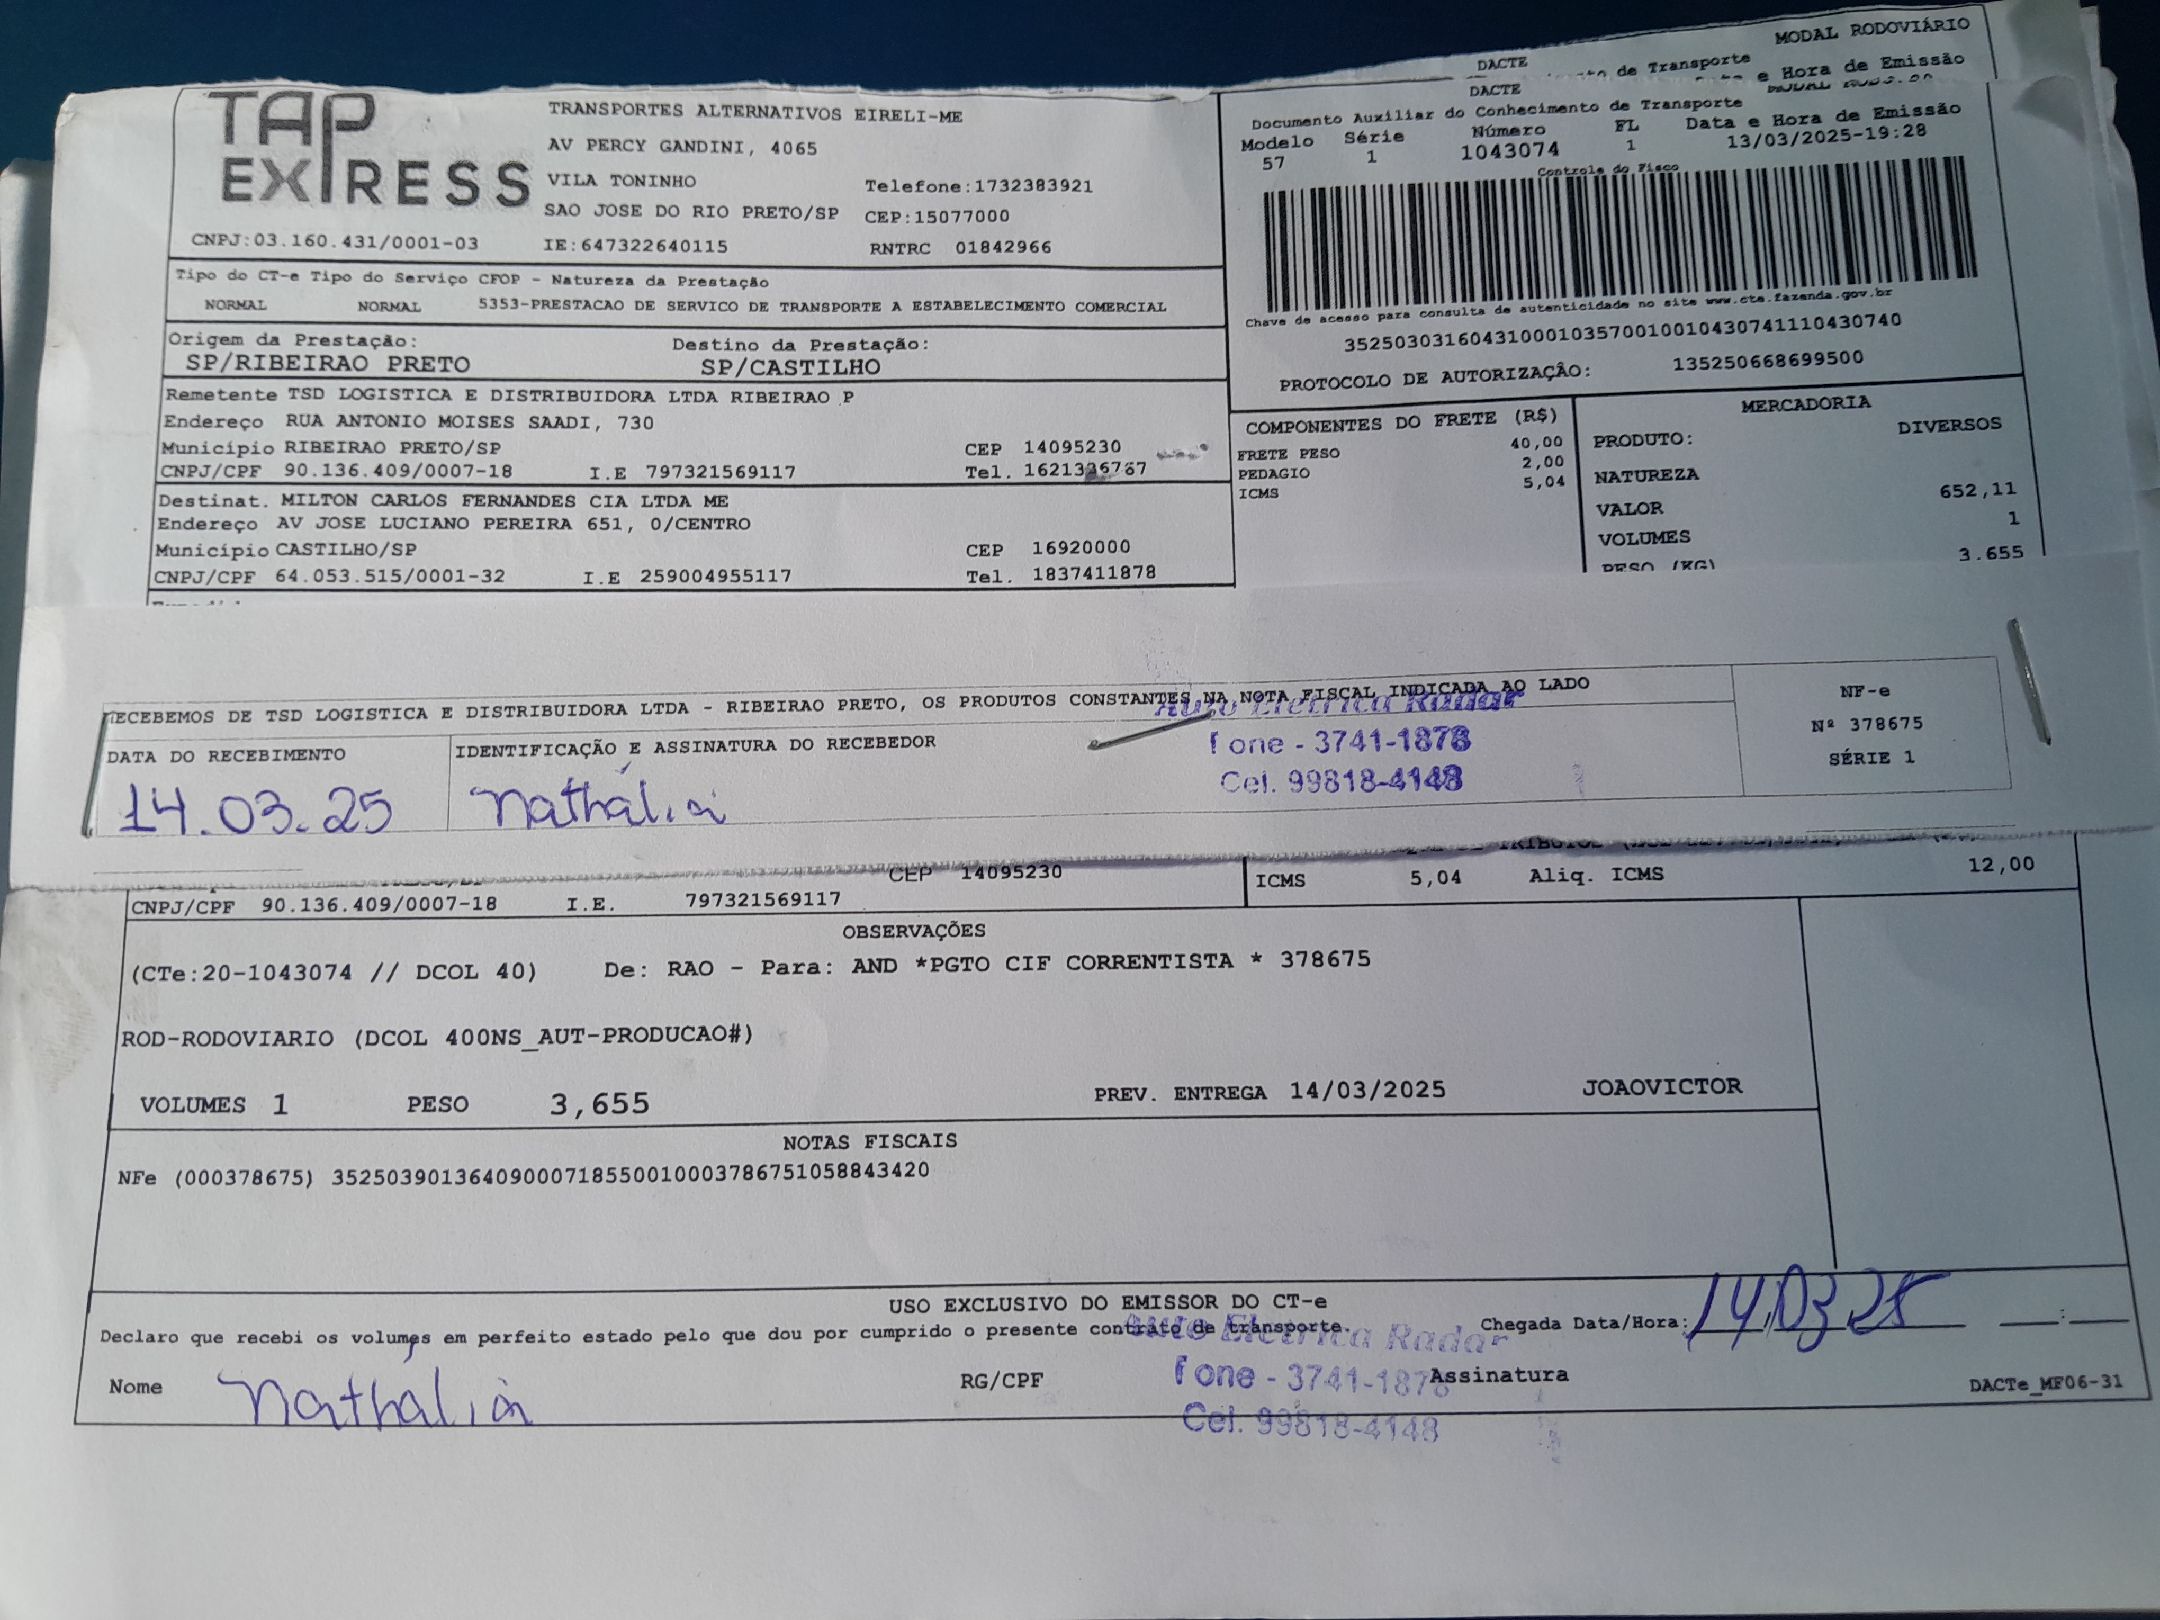 MODAL RODOVIÁRIO
DACTE
de Transporte
e Hora de Emissão
TAP EXPRESS
TRANSPORTES ALTERNATIVOS EIRELI-ME
AV PERCY GANDINI, 4065
VILA TONINHO Telefone:1732383921
SAO JOSE DO RIO PRETO/SP CEP:15077000
CNPJ:03.160.431/0001-03 IE:647322640115 RNTRC 01842966
DACTE
Documento Auxiliar do Conhecimento de Transporte
Modelo Série Número FL Data e Hora de Emissão
57 1 1043074 1 13/03/2025-19:28
Controle do Fisco
Chave de acesso para consulta de autenticidade no site www.cte.fazenda.gov.br
35250303160431000103570010010430741110430740
PROTOCOLO DE AUTORIZAÇÃO: 135250668699500
Tipo do CT-e Tipo do Serviço CFOP - Natureza da Prestação
NORMAL NORMAL 5353-PRESTACAO DE SERVICO DE TRANSPORTE A ESTABELECIMENTO COMERCIAL
Origem da Prestação: Destino da Prestação:
SP/RIBEIRAO PRETO SP/CASTILHO
Remetente TSD LOGISTICA E DISTRIBUIDORA LTDA RIBEIRAO P
Endereço RUA ANTONIO MOISES SAADI, 730
Município RIBEIRAO PRETO/SP CEP 14095230
CNPJ/CPF 90.136.409/0007-18 I.E 797321569117 Tel.
Destinat. MILTON CARLOS FERNANDES CIA LTDA ME
Endereço AV JOSE LUCIANO PEREIRA 651, 0/CENTRO
Município CASTILHO/SP CEP 16920000
CNPJ/CPF 64.053.515/0001-32 I.E 259004955117 Tel. 1837411878
COMPONENTES DO FRETE (R$)
FRETE PESO 40,00
PEDAGIO 2,00
ICMS 5,04
MERCADORIA
PRODUTO: DIVERSOS
NATUREZA
VALOR 652,11
VOLUMES 1
PESO (KG) 3.655
RECEBEMOS DE TSD LOGISTICA E DISTRIBUIDORA LTDA - RIBEIRAO PRETO, OS PRODUTOS CONSTANTES NA NOTA FISCAL INDICADA AO LADO
DATA DO RECEBIMENTO IDENTIFICAÇÃO E ASSINATURA DO RECEBEDOR
14.03.25 Nathália
Auto Eletrica Radar
Fone - 3741-1878
Cel. 99818-4148
NF-e
Nº 378675
SÉRIE 1
CEP 14095230
CNPJ/CPF 90.136.409/0007-18 I.E. 797321569117
ICMS 5,04 Aliq. ICMS 12,00
OBSERVAÇÕES
(CTe:20-1043074 // DCOL 40) De: RAO - Para: AND *PGTO CIF CORRENTISTA * 378675
ROD-RODOVIARIO (DCOL 400NS_AUT-PRODUCAO#)
VOLUMES 1 PESO 3,655 PREV. ENTREGA 14/03/2025 JOAOVICTOR
NOTAS FISCAIS
NFe (000378675) 35250390136409000718550010003786751058843420
USO EXCLUSIVO DO EMISSOR DO CT-e
Declaro que recebi os volumes em perfeito estado pelo que dou por cumprido o presente contrato de transporte. Chegada Data/Hora: 14,03 25
Nome Nathália RG/CPF Assinatura
Auto Eletrica Radar
Fone - 3741-1878
Cel. 99818-4148
DACTe_MF06-31